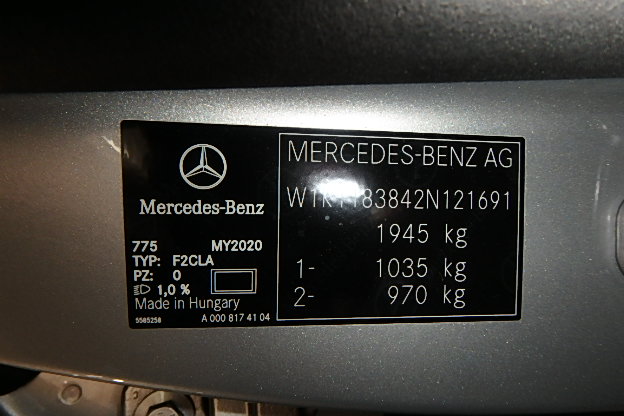 Mercedes-Benz
775 MY2020
TYP: F2CLA
PZ: 0
1,0 %
Made in Hungary
5585258 A 000 817 41 04
MERCEDES-BENZ AG
W1K1183842N121691
1945 kg
1- 1035 kg
2- 970 kg